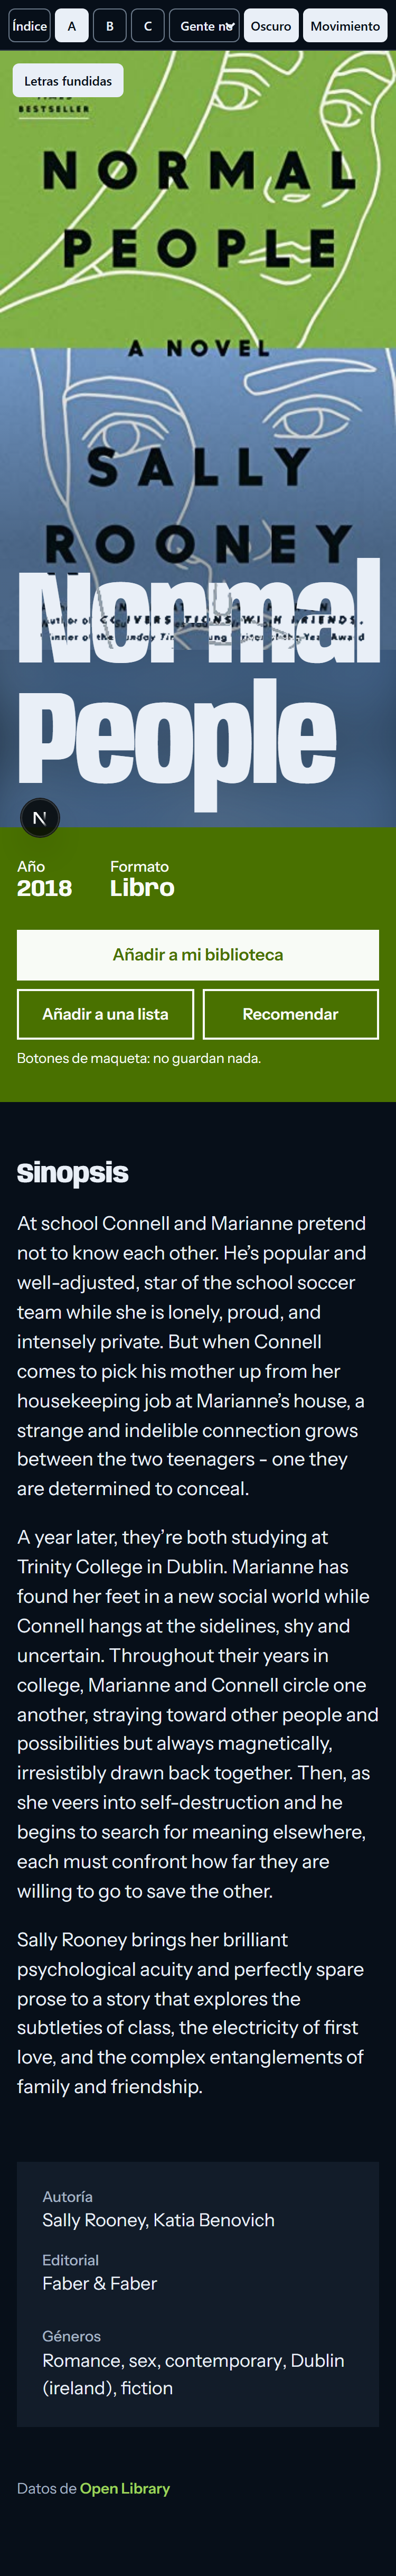 Índice
A
B
C
Gente no
Oscuro
Movimiento
Letras fundidas
BESTSELLER
NORMAL
PEOPLE
A NOVEL
SALLY
ROONEY
Normal
People
N
Año
Formato
2018
Libro
Añadir a mi biblioteca
Añadir a una lista
Recomendar
Botones de maqueta: no guardan nada.
Sinopsis
At school Connell and Marianne pretend
not to know each other. He’s popular and
well-adjusted, star of the school soccer
team while she is lonely, proud, and
intensely private. But when Connell
comes to pick his mother up from her
housekeeping job at Marianne’s house, a
strange and indelible connection grows
between the two teenagers - one they
are determined to conceal.
A year later, they’re both studying at
Trinity College in Dublin. Marianne has
found her feet in a new social world while
Connell hangs at the sidelines, shy and
uncertain. Throughout their years in
college, Marianne and Connell circle one
another, straying toward other people and
possibilities but always magnetically,
irresistibly drawn back together. Then, as
she veers into self-destruction and he
begins to search for meaning elsewhere,
each must confront how far they are
willing to go to save the other.
Sally Rooney brings her brilliant
psychological acuity and perfectly spare
prose to a story that explores the
subtleties of class, the electricity of first
love, and the complex entanglements of
family and friendship.
Autoría
Sally Rooney, Katia Benovich
Editorial
Faber & Faber
Géneros
Romance, sex, contemporary, Dublin
(ireland), fiction
Datos de Open Library